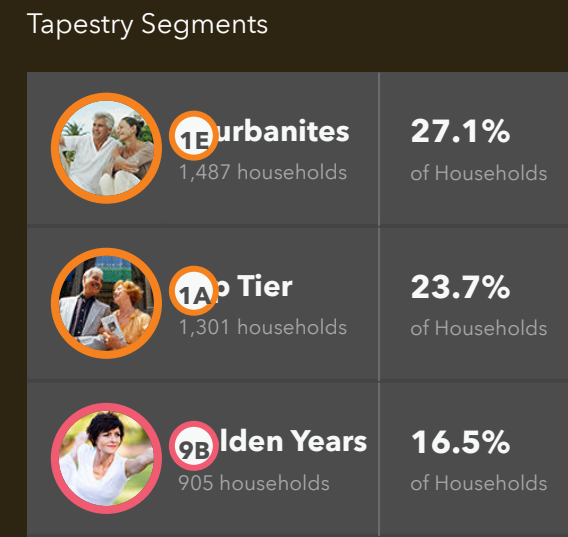 Tapestry Segments
1E urbanites
27.1%
1,487 households
of Households
1A p Tier
23.7%
1,301 households
of Households
9B lden Years
16.5%
905 households
of Households